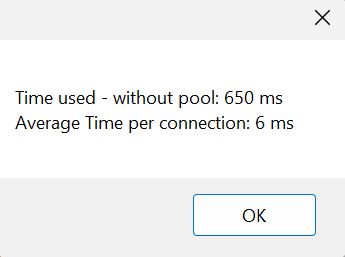 Time used - without pool: 650 ms
Average Time per connection: 6 ms
OK